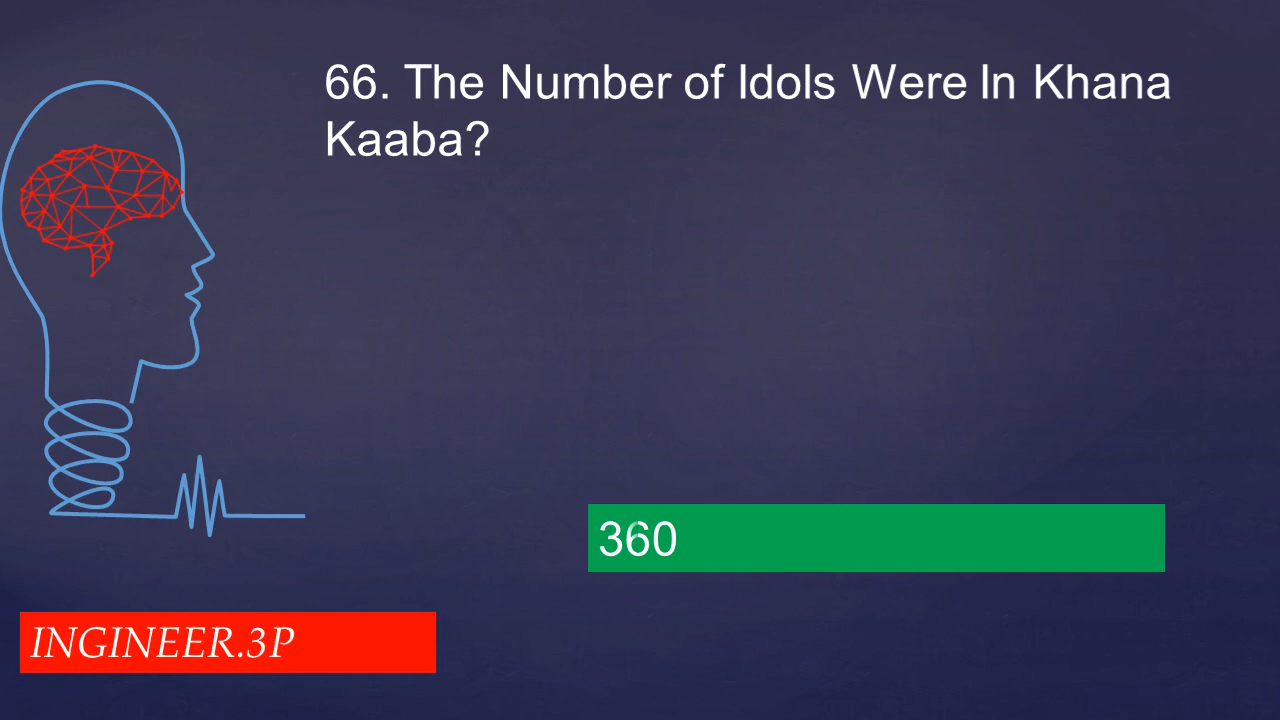 66. The Number of Idols Were In Khana
Kaaba?
360
INGINEER.3P